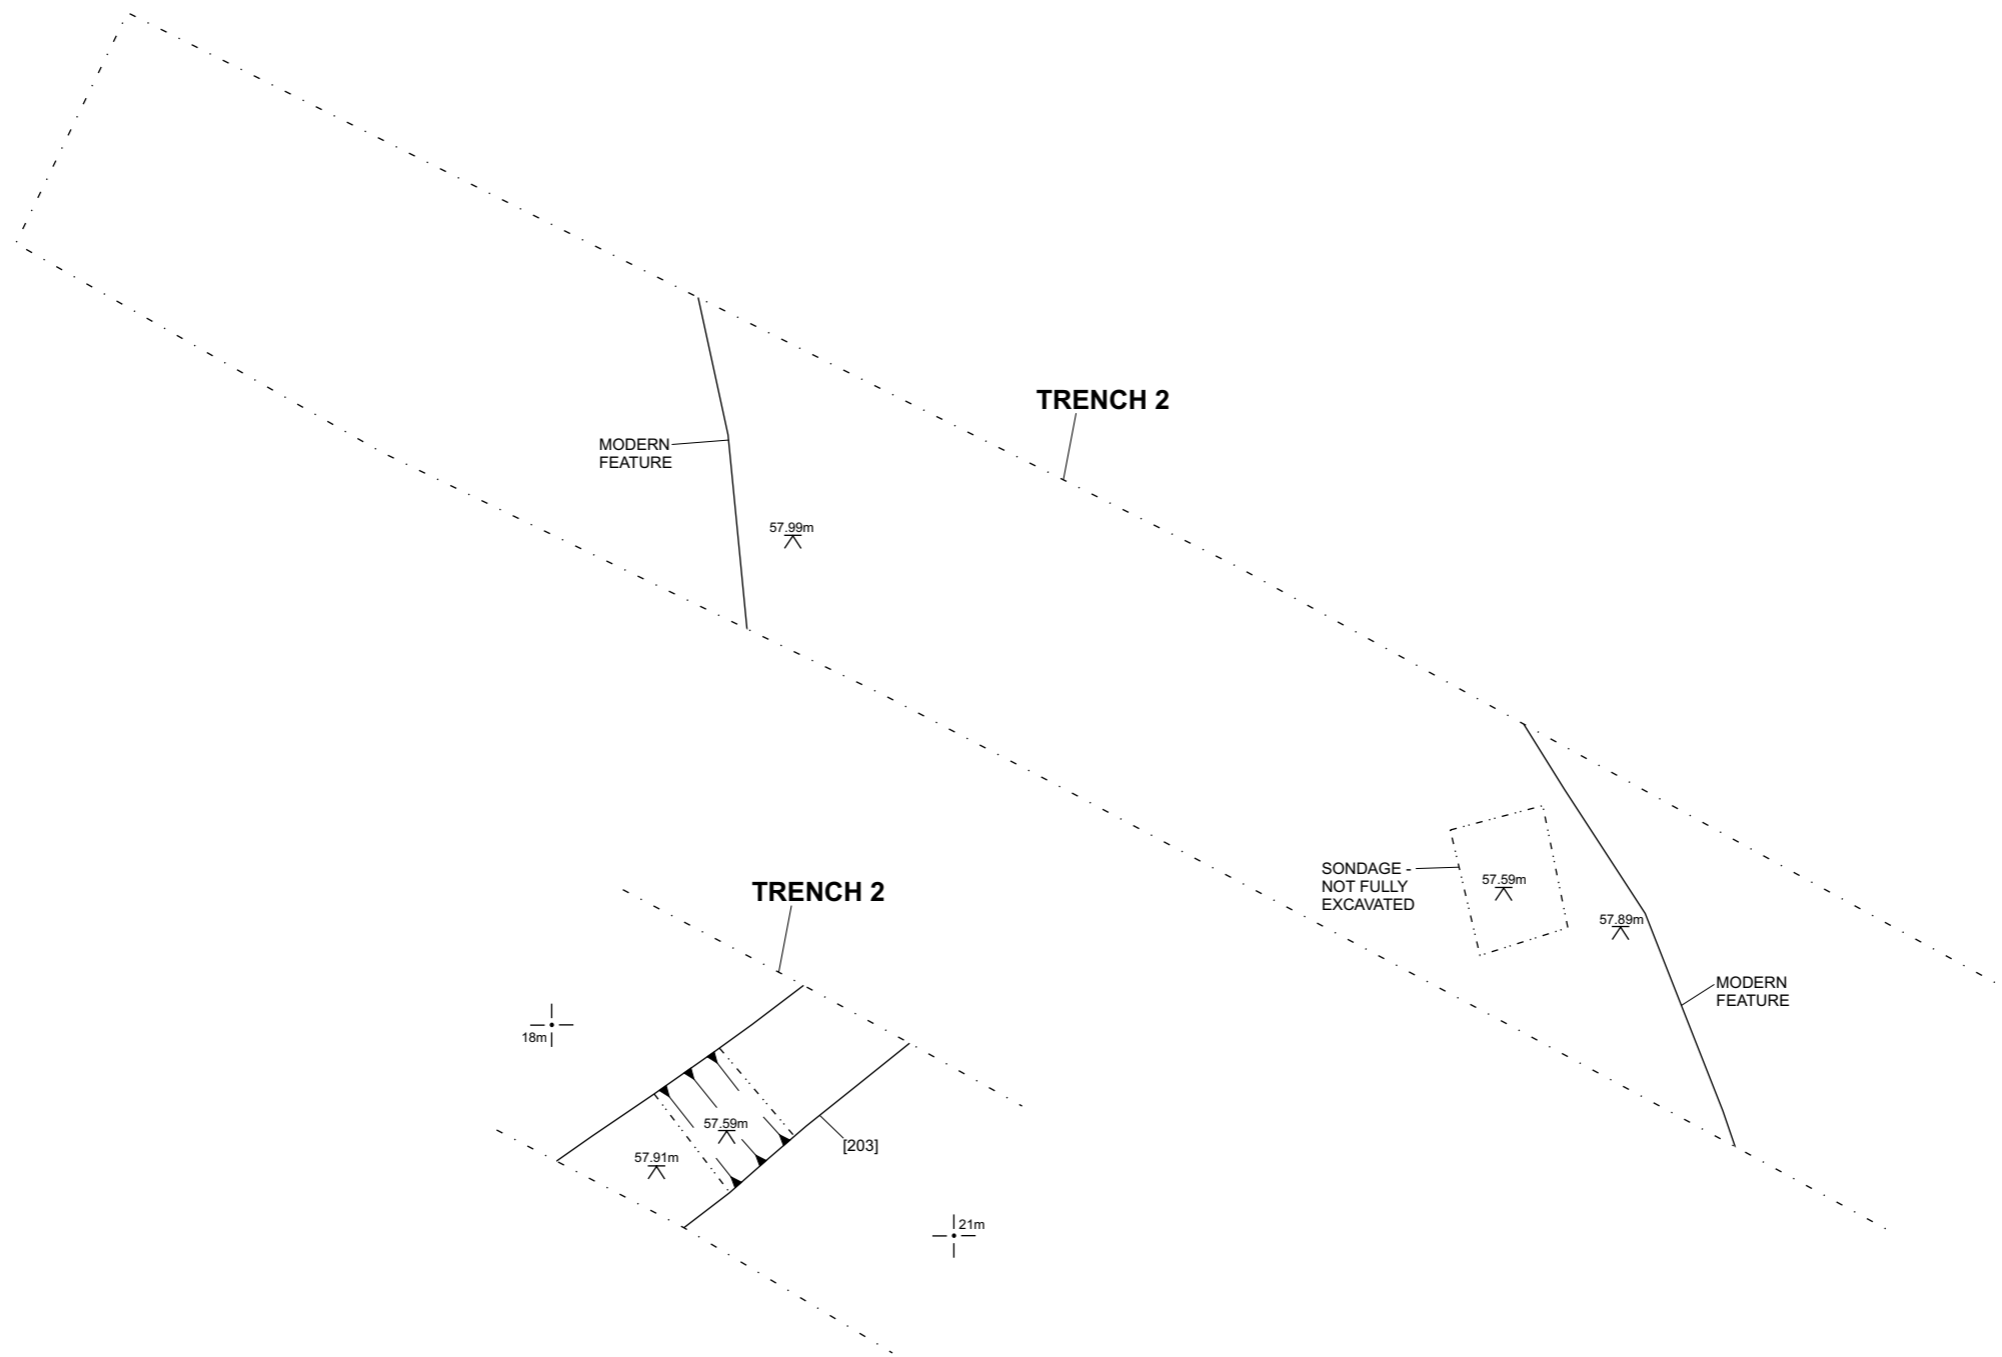 TRENCH 2
MODERN
FEATURE
57.99m
SONDAGE -
NOT FULLY
EXCAVATED
57.59m
57.89m
MODERN
FEATURE
TRENCH 2
18m
57.59m
[203]
57.91m
21m